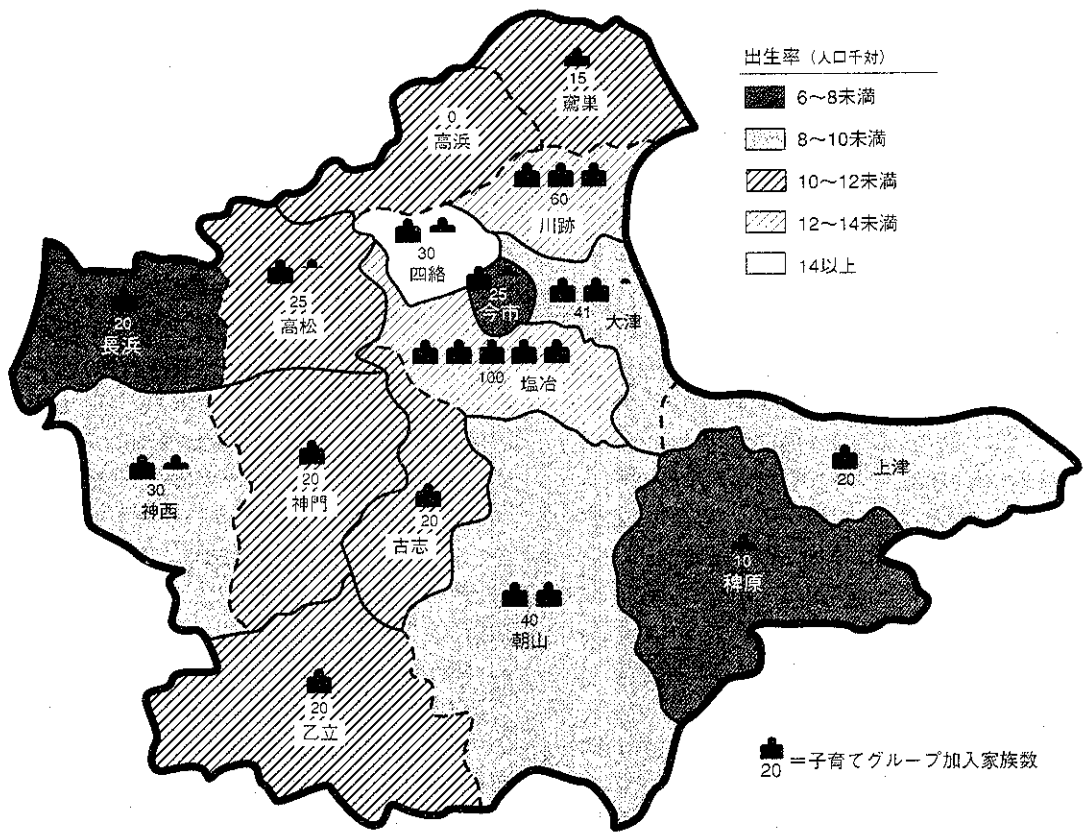 出生率（人口千対）
6～8未満
8～10未満
10～12未満
12～14未満
14以上
15
鳶巣
0
高浜
60
川跡
30
四絡
25
高松
20
長浜
25
今市
41
大津
100
塩冶
20
上津
30
神西
20
神門
20
古志
10
稗原
40
朝山
20
乙立
20
＝子育てグループ加入家族数